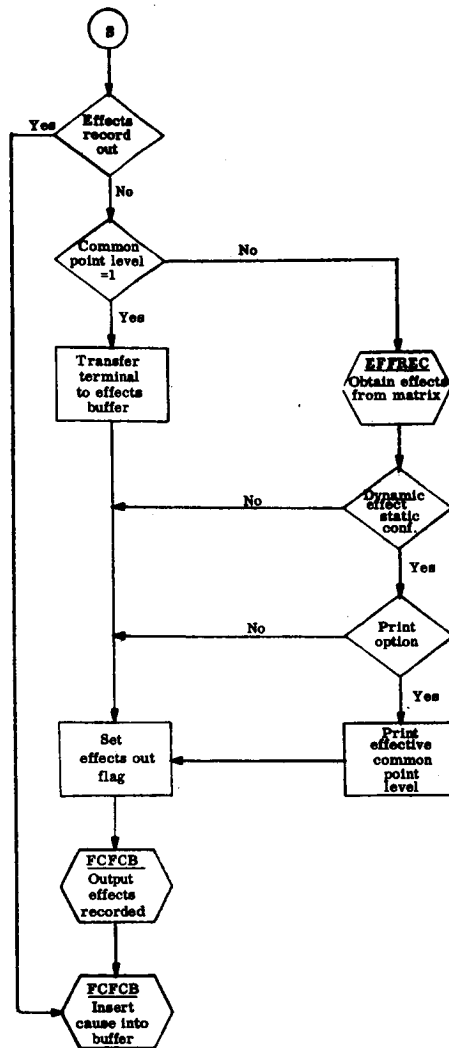 S
Yes
Effects
record
out
No
Common
point level
=1
No
Yes
Transfer
terminal
to effects
buffer
EFFREC
Obtain effects
from matrix
No
Dynamic
effect
static
conf.
Yes
No
Print
option
Yes
Set
effects out
flag
Print
effective
common
point
level
FCFCB
Output
effects
recorded
FCFCB
Insert
cause into
buffer